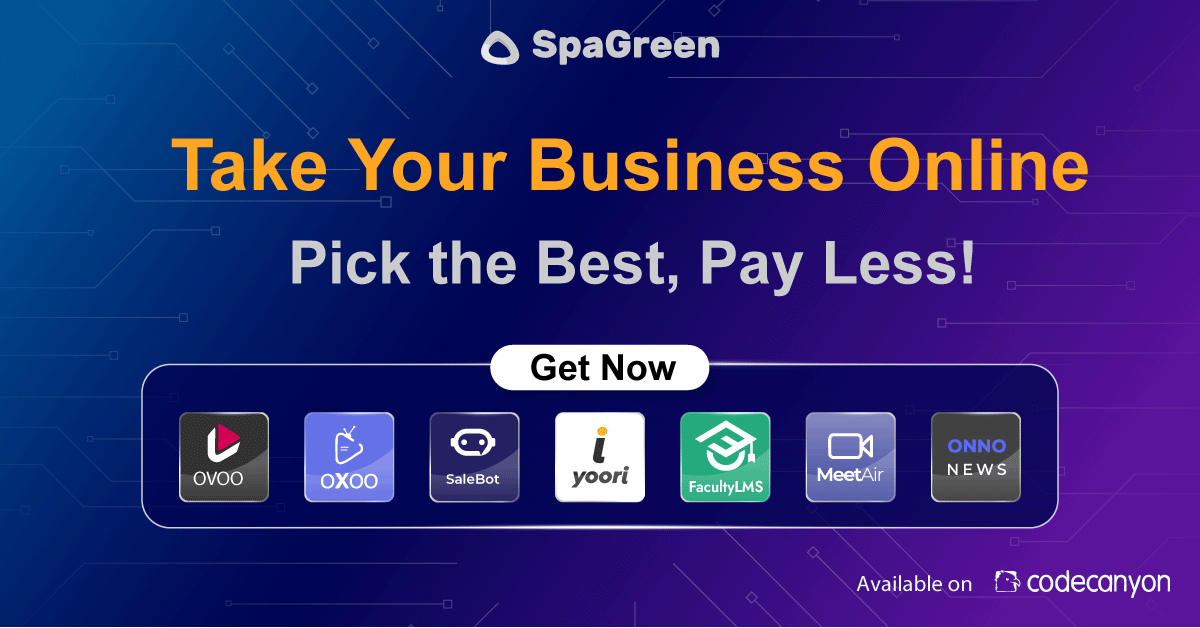 SpaGreen
Take Your Business Online
Pick the Best, Pay Less!
Get Now
OVOO
OXOO
SaleBot
yoori
FacultyLMS
MeetAir
ONNO
NEWS
Available on codecanyon